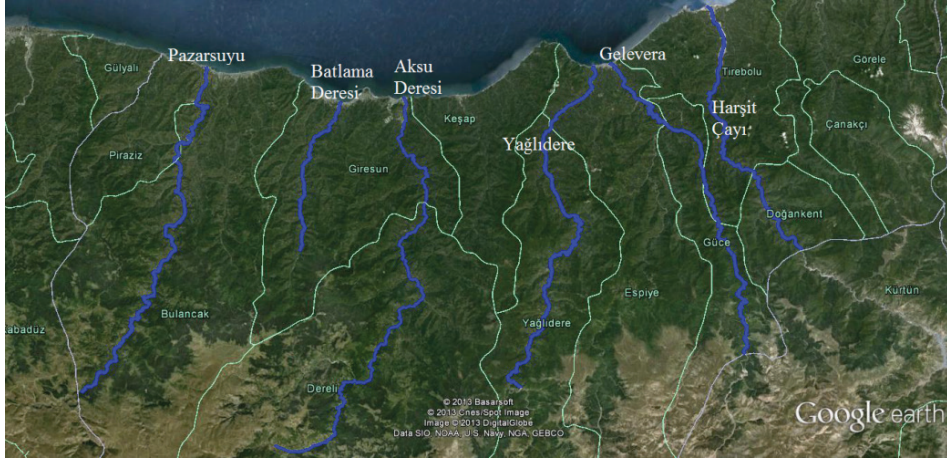 Gülyalı
Pazarsuyu
Batlama
Deresi
Aksu
Deresi
Gelevera
Tirebolu
Görele
Harşit
Çayı
Keşap
Çanakçı
Piraziz
Giresun
Yağlıdere
Doğankent
Güce
Kürtün
Espiye
Bulancak
Yağlıdere
Dereli
© 2013 Basarsoft
© 2013 Cnes/Spot Image
Image © 2013 DigitalGlobe
Data SIO, NOAA, U.S. Navy, NGA, GEBCO
Google earth